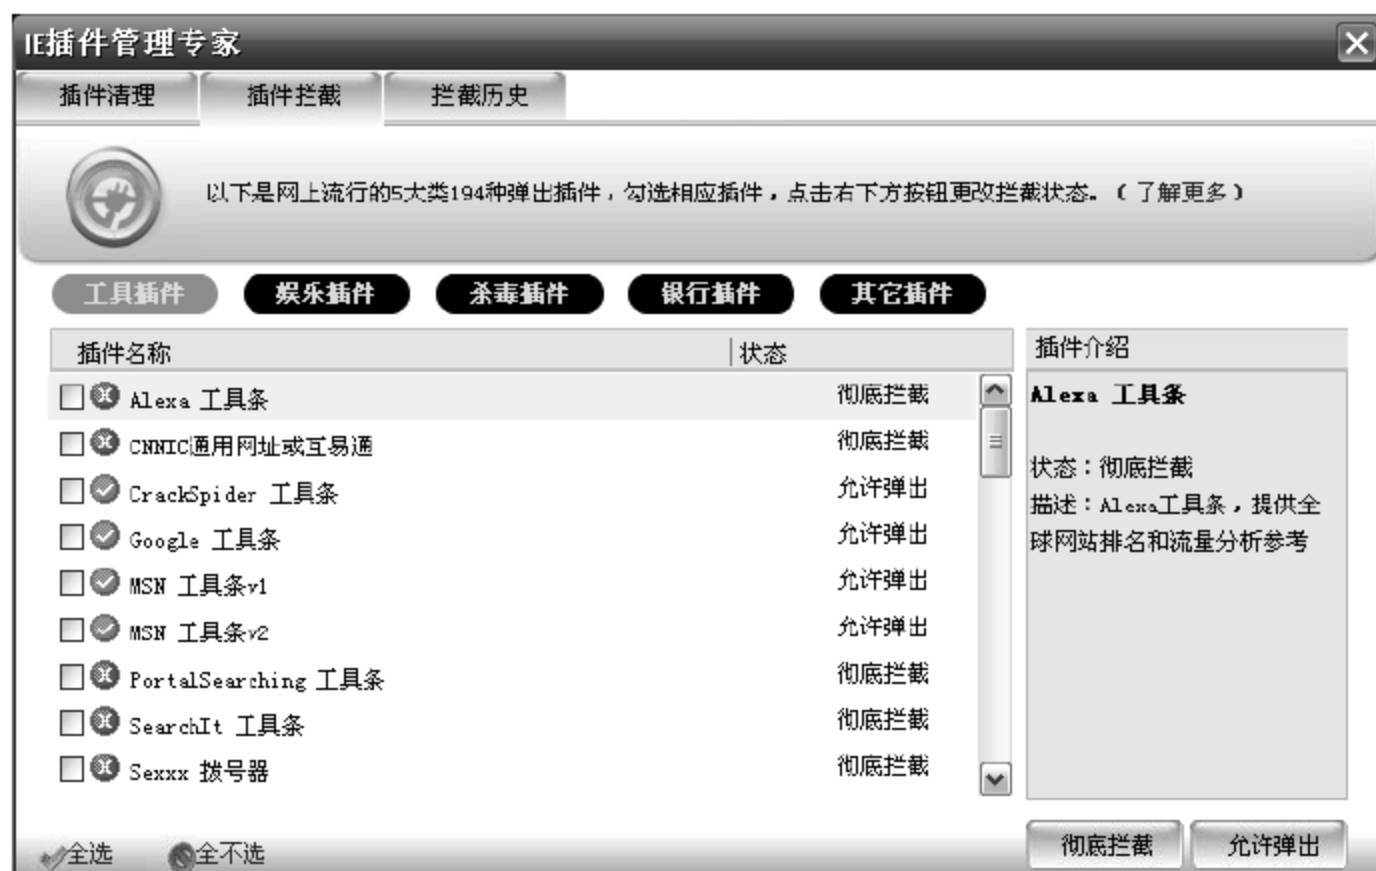 IE插件管理专家
插件清理 插件拦截 拦截历史
以下是网上流行的5大类194种弹出插件，勾选相应插件，点击右下方按钮更改拦截状态。（了解更多）
工具插件 娱乐插件 杀毒插件 银行插件 其它插件
插件名称 状态
Alexa 工具条 彻底拦截
CNNIC通用网址或互易通 彻底拦截
CrackSpider 工具条 允许弹出
Google 工具条 允许弹出
MSN 工具条v1 允许弹出
MSN 工具条v2 允许弹出
PortalSearching 工具条 彻底拦截
SearchIt 工具条 彻底拦截
Sexxx 拨号器 彻底拦截
插件介绍
Alexa 工具条
状态：彻底拦截
描述：Alexa工具条，提供全
球网站排名和流量分析参考
全选 全不选
彻底拦截 允许弹出